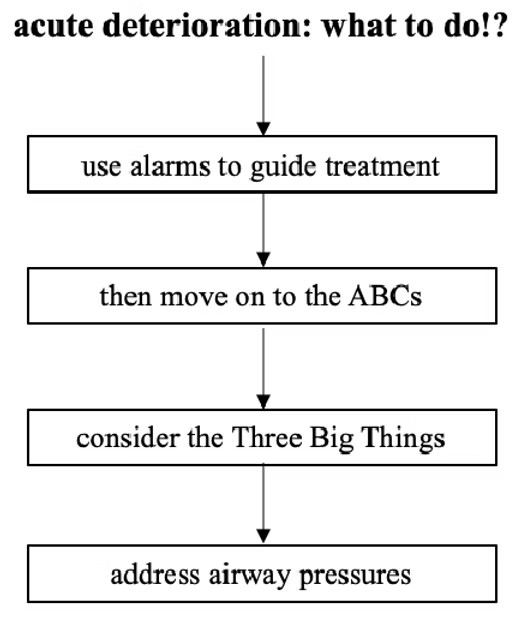 acute deterioration: what to do!?
use alarms to guide treatment
then move on to the ABCs
consider the Three Big Things
address airway pressures